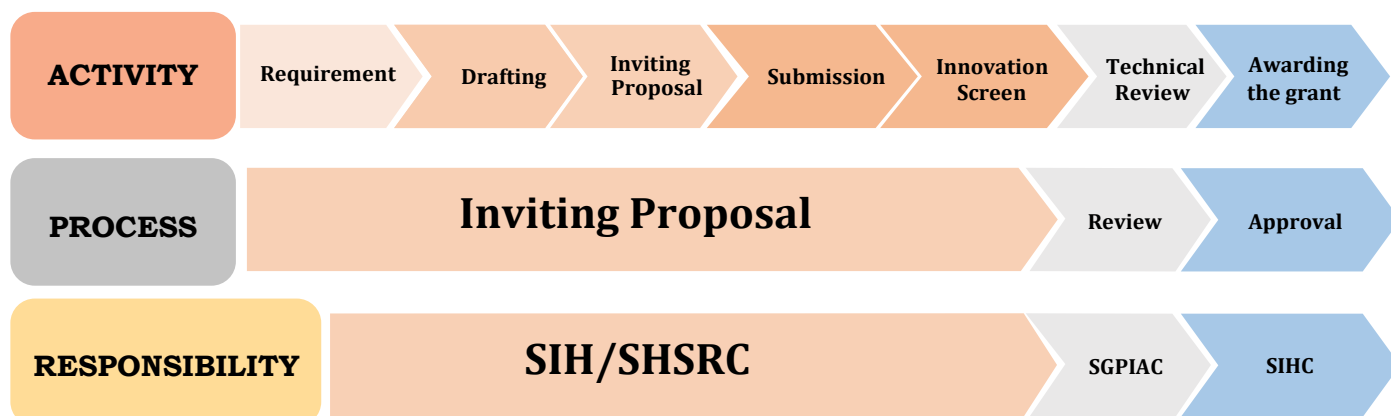 ACTIVITY
Requirement
Drafting
Inviting
Proposal
Submission
Innovation
Screen
Technical
Review
Awarding
the grant
PROCESS
Inviting Proposal
Review
Approval
RESPONSIBILITY
SIH/SHSRC
SGPIAC
SIHC